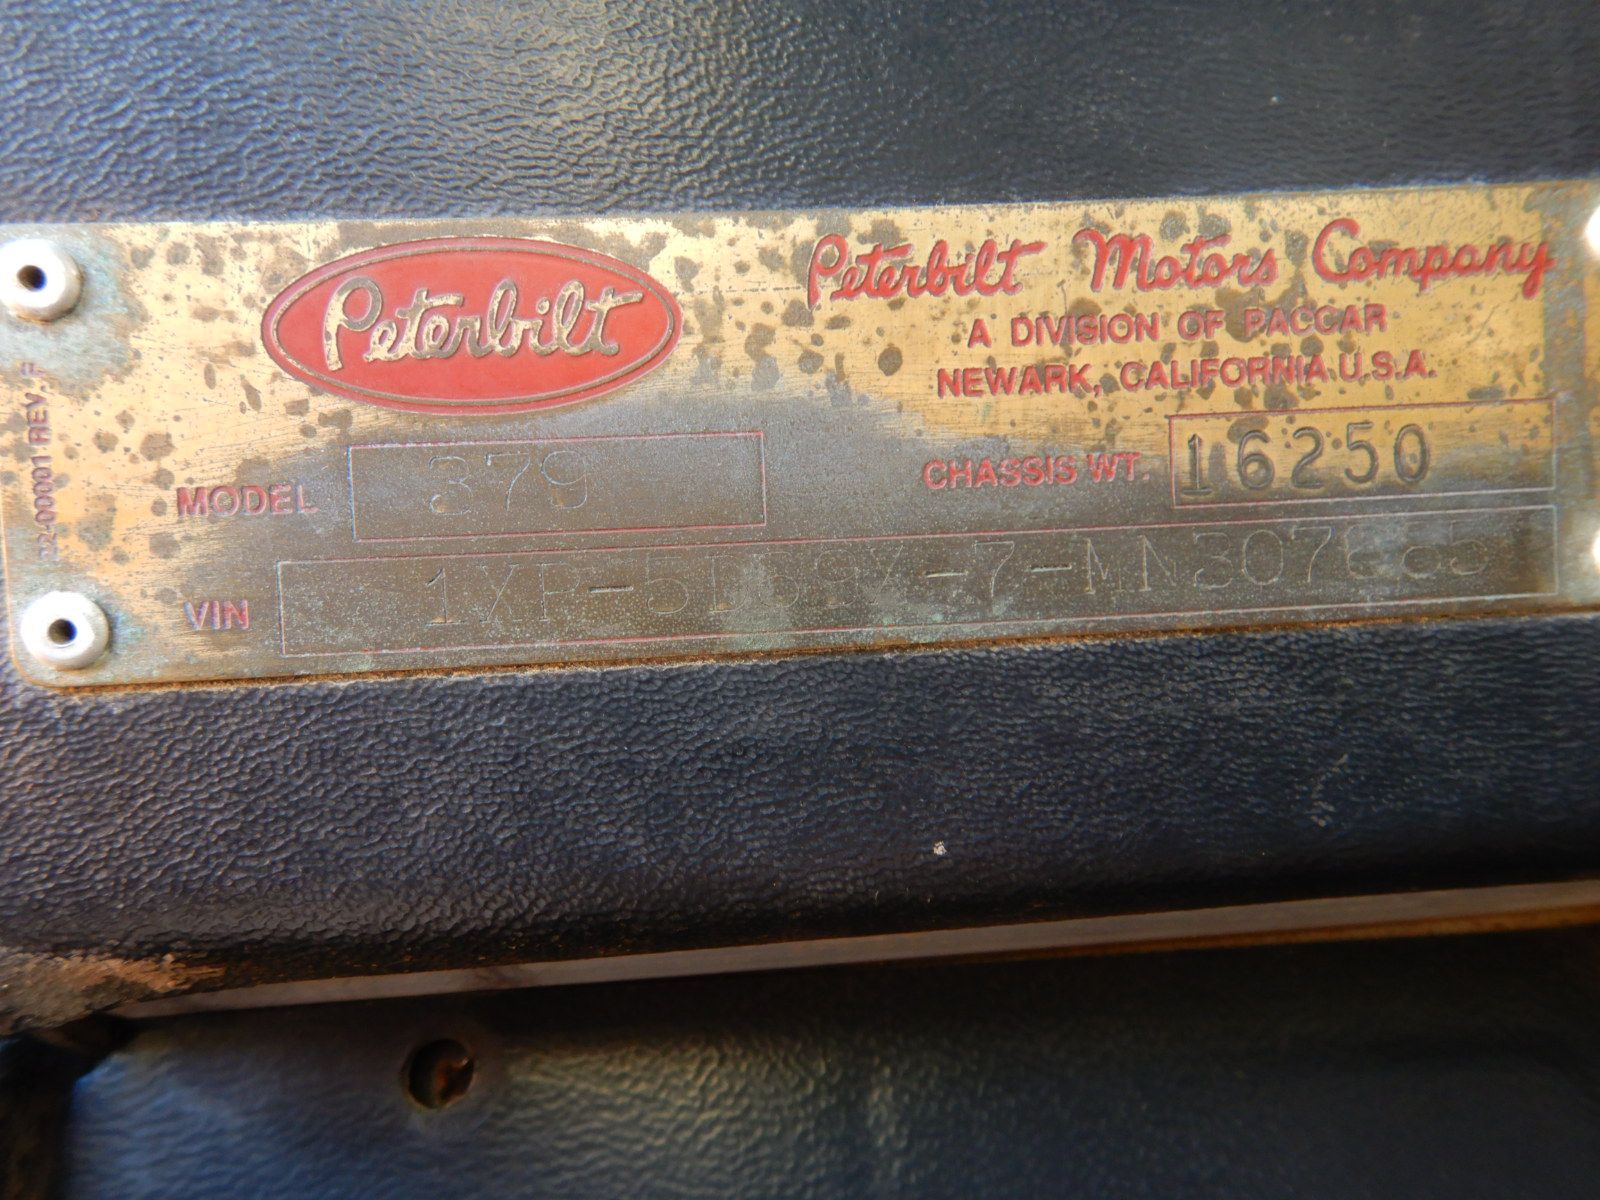 Peterbilt
Peterbilt Motors Company
A DIVISION OF PACCAR
NEWARK, CALIFORNIA U.S.A.
MODEL 379
CHASSIS WT. 16250
VIN
22-00001 REV. F